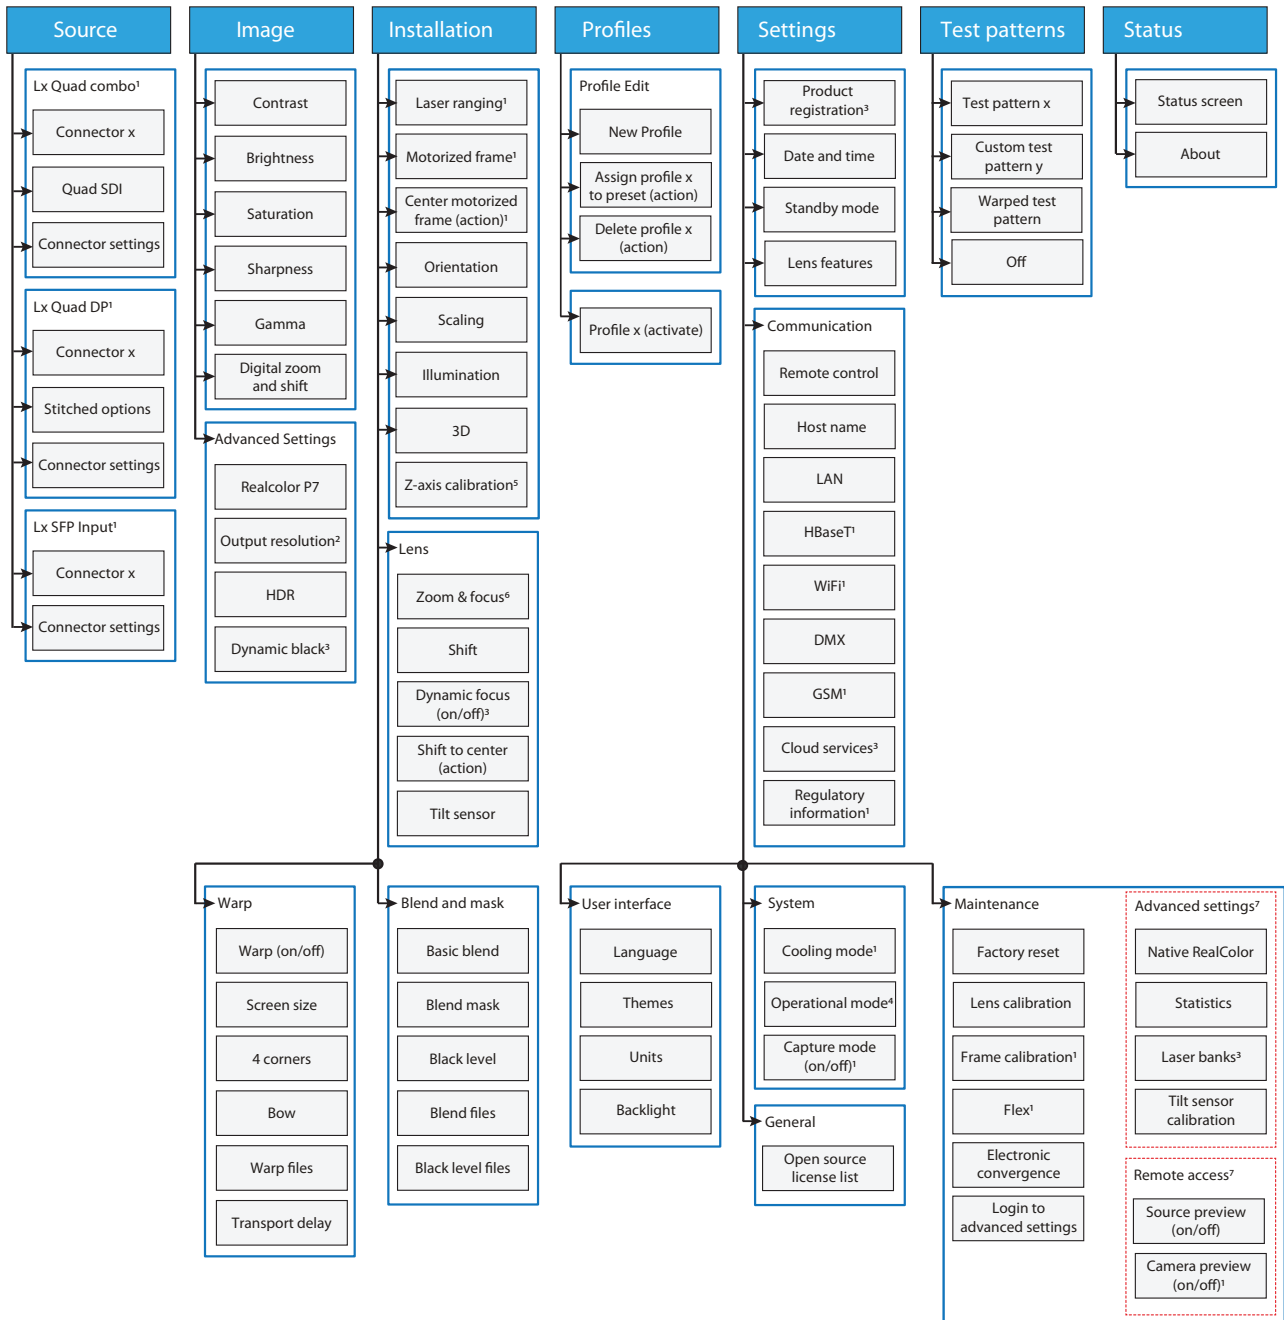 Source
Image
Installation
Profiles
Settings
Test patterns
Status
Lx Quad combo¹
Connector x
Quad SDI
Connector settings
Lx Quad DP¹
Connector x
Stitched options
Connector settings
Lx SFP Input¹
Connector x
Connector settings
Contrast
Brightness
Saturation
Sharpness
Gamma
Digital zoom
and shift
Advanced Settings
Realcolor P7
Output resolution²
HDR
Dynamic black³
Laser ranging¹
Motorized frame¹
Center motorized
frame (action)¹
Orientation
Scaling
Illumination
3D
Z-axis calibration⁵
Lens
Zoom & focus⁶
Shift
Dynamic focus
(on/off)³
Shift to center
(action)
Tilt sensor
Profile Edit
New Profile
Assign profile x
to preset (action)
Delete profile x
(action)
Profile x (activate)
Product
registration³
Date and time
Standby mode
Lens features
Communication
Remote control
Host name
LAN
HBaseT¹
WiFi¹
DMX
GSM¹
Cloud services³
Regulatory
information¹
Test pattern x
Custom test
pattern y
Warped test
pattern
Off
Status screen
About
Warp
Warp (on/off)
Screen size
4 corners
Bow
Warp files
Transport delay
Blend and mask
Basic blend
Blend mask
Black level
Blend files
Black level files
User interface
Language
Themes
Units
Backlight
System
Cooling mode¹
Operational mode⁴
Capture mode
(on/off)¹
General
Open source
license list
Maintenance
Factory reset
Lens calibration
Frame calibration¹
Flex¹
Electronic
convergence
Login to
advanced settings
Advanced settings⁷
Native RealColor
Statistics
Laser banks³
Tilt sensor
calibration
Remote access⁷
Source preview
(on/off)
Camera preview
(on/off)¹